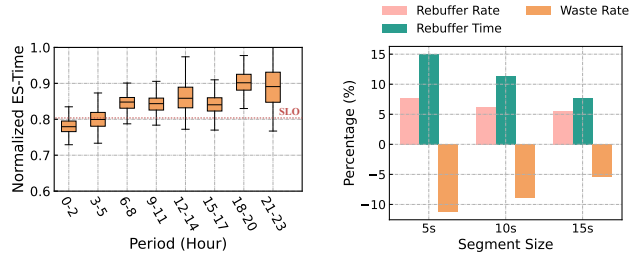 Normalized ES-Time
1.0
0.9
0.8
0.7
0.6
SLO
0-2
3-5
6-8
9-11
12-14
15-17
18-20
21-23
Period (Hour)
Rebuffer Rate
Rebuffer Time
Waste Rate
Percentage (%)
15
10
5
0
−5
−10
5s
10s
15s
Segment Size